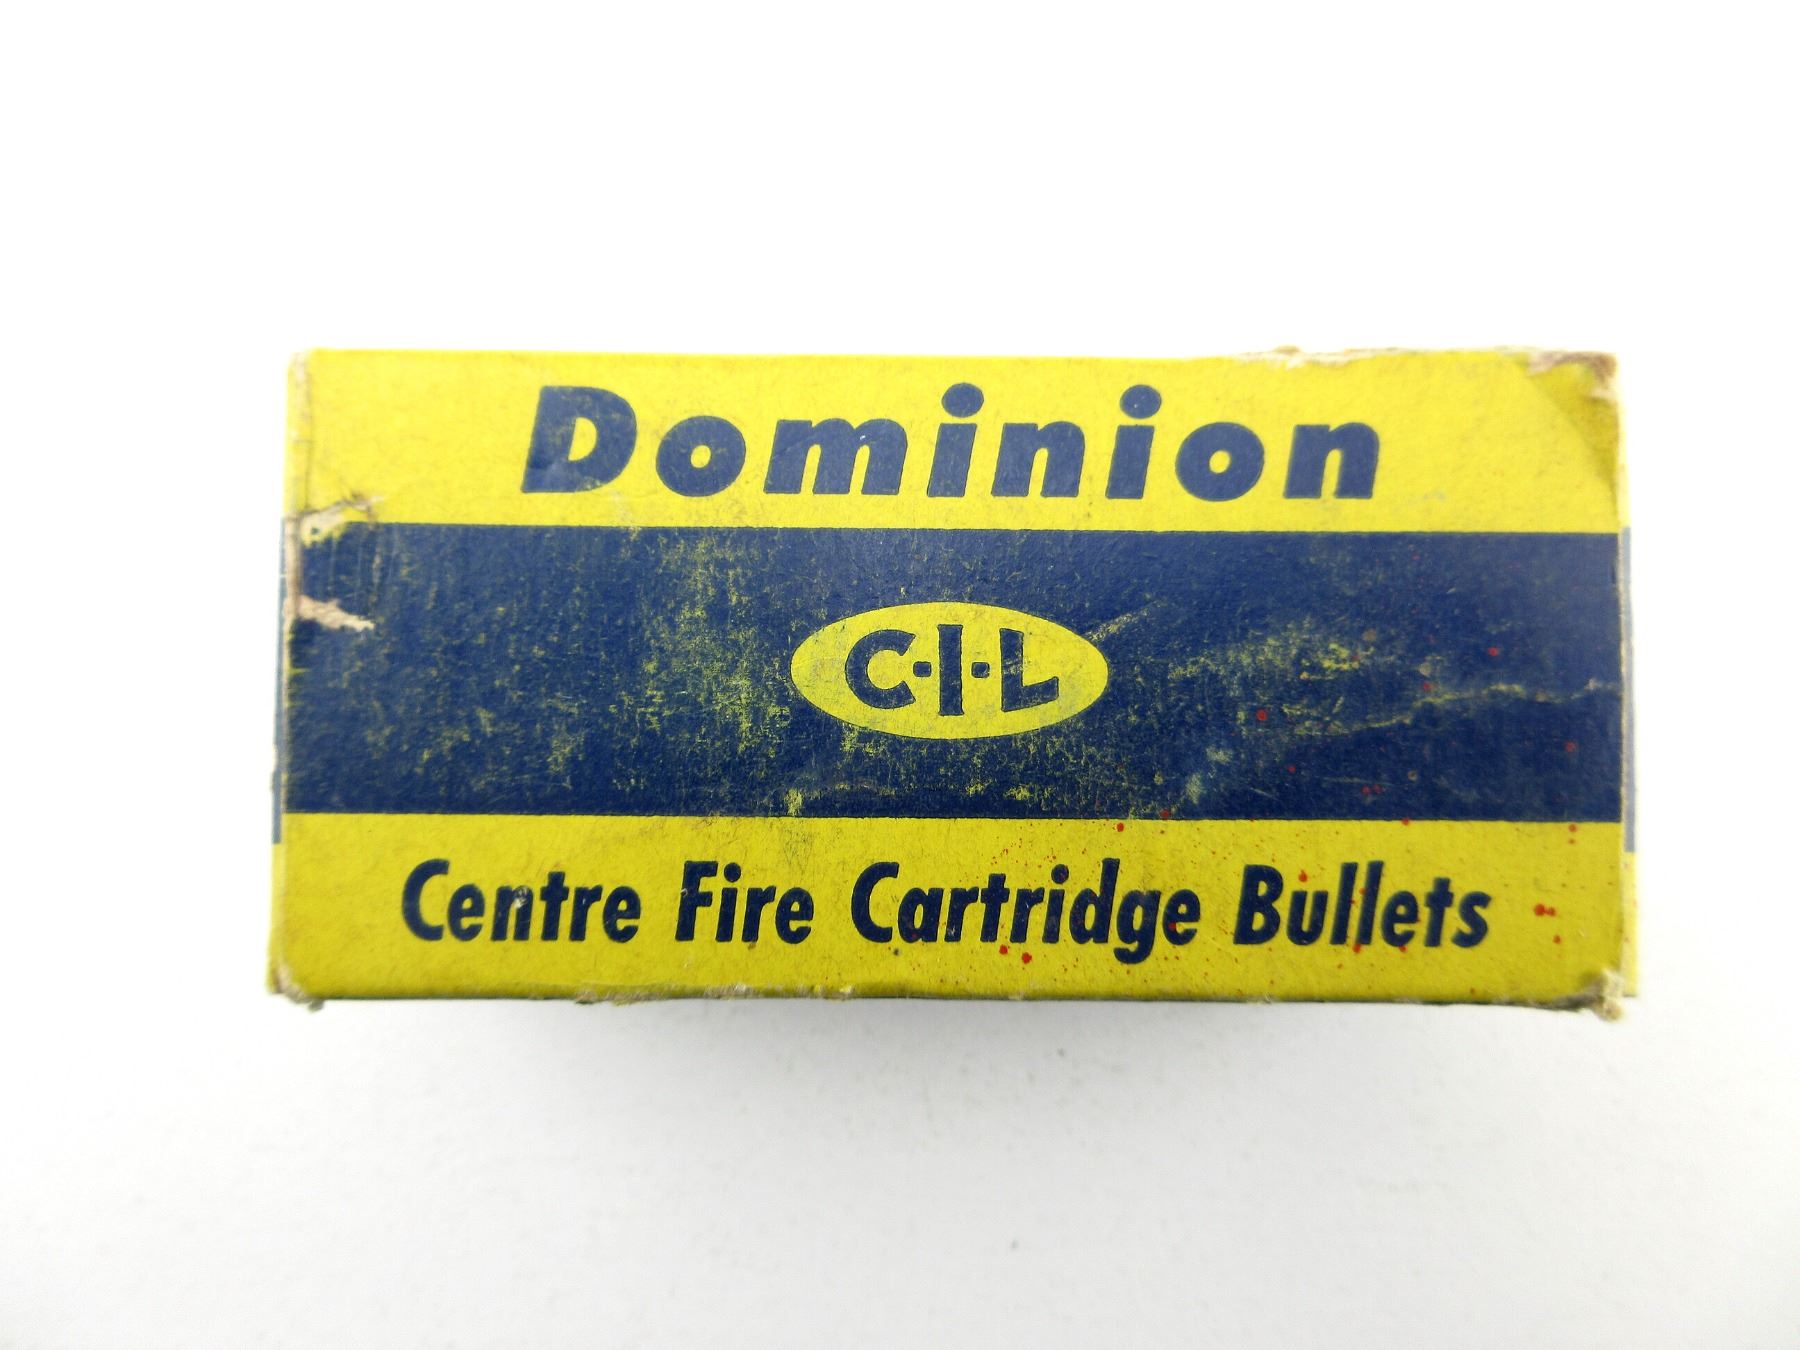 Dominion
C·I·L
Centre Fire Cartridge Bullets